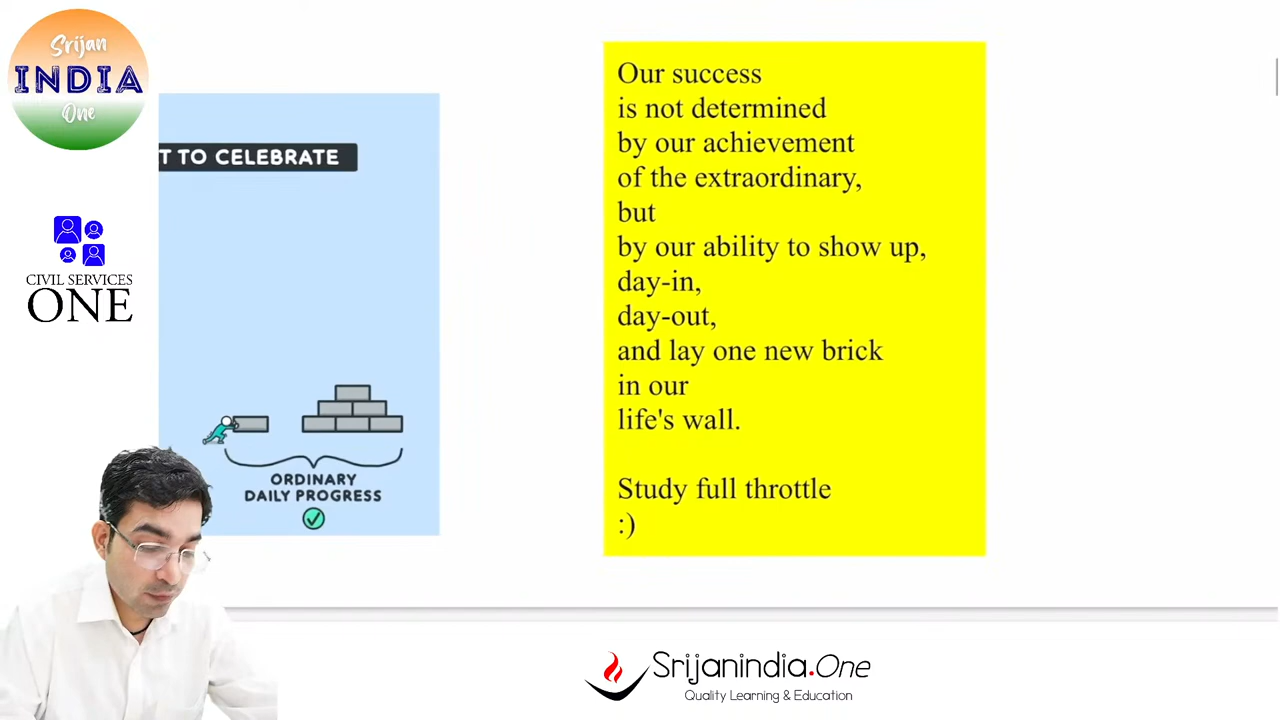 Srijan
INDIA
One
CIVIL SERVICES
ONE
T TO CELEBRATE
ORDINARY
DAILY PROGRESS
Our success
is not determined
by our achievement
of the extraordinary,
but
by our ability to show up,
day-in,
day-out,
and lay one new brick
in our
life's wall.
Study full throttle
:)
Srijanindia.One
Quality Learning & Education